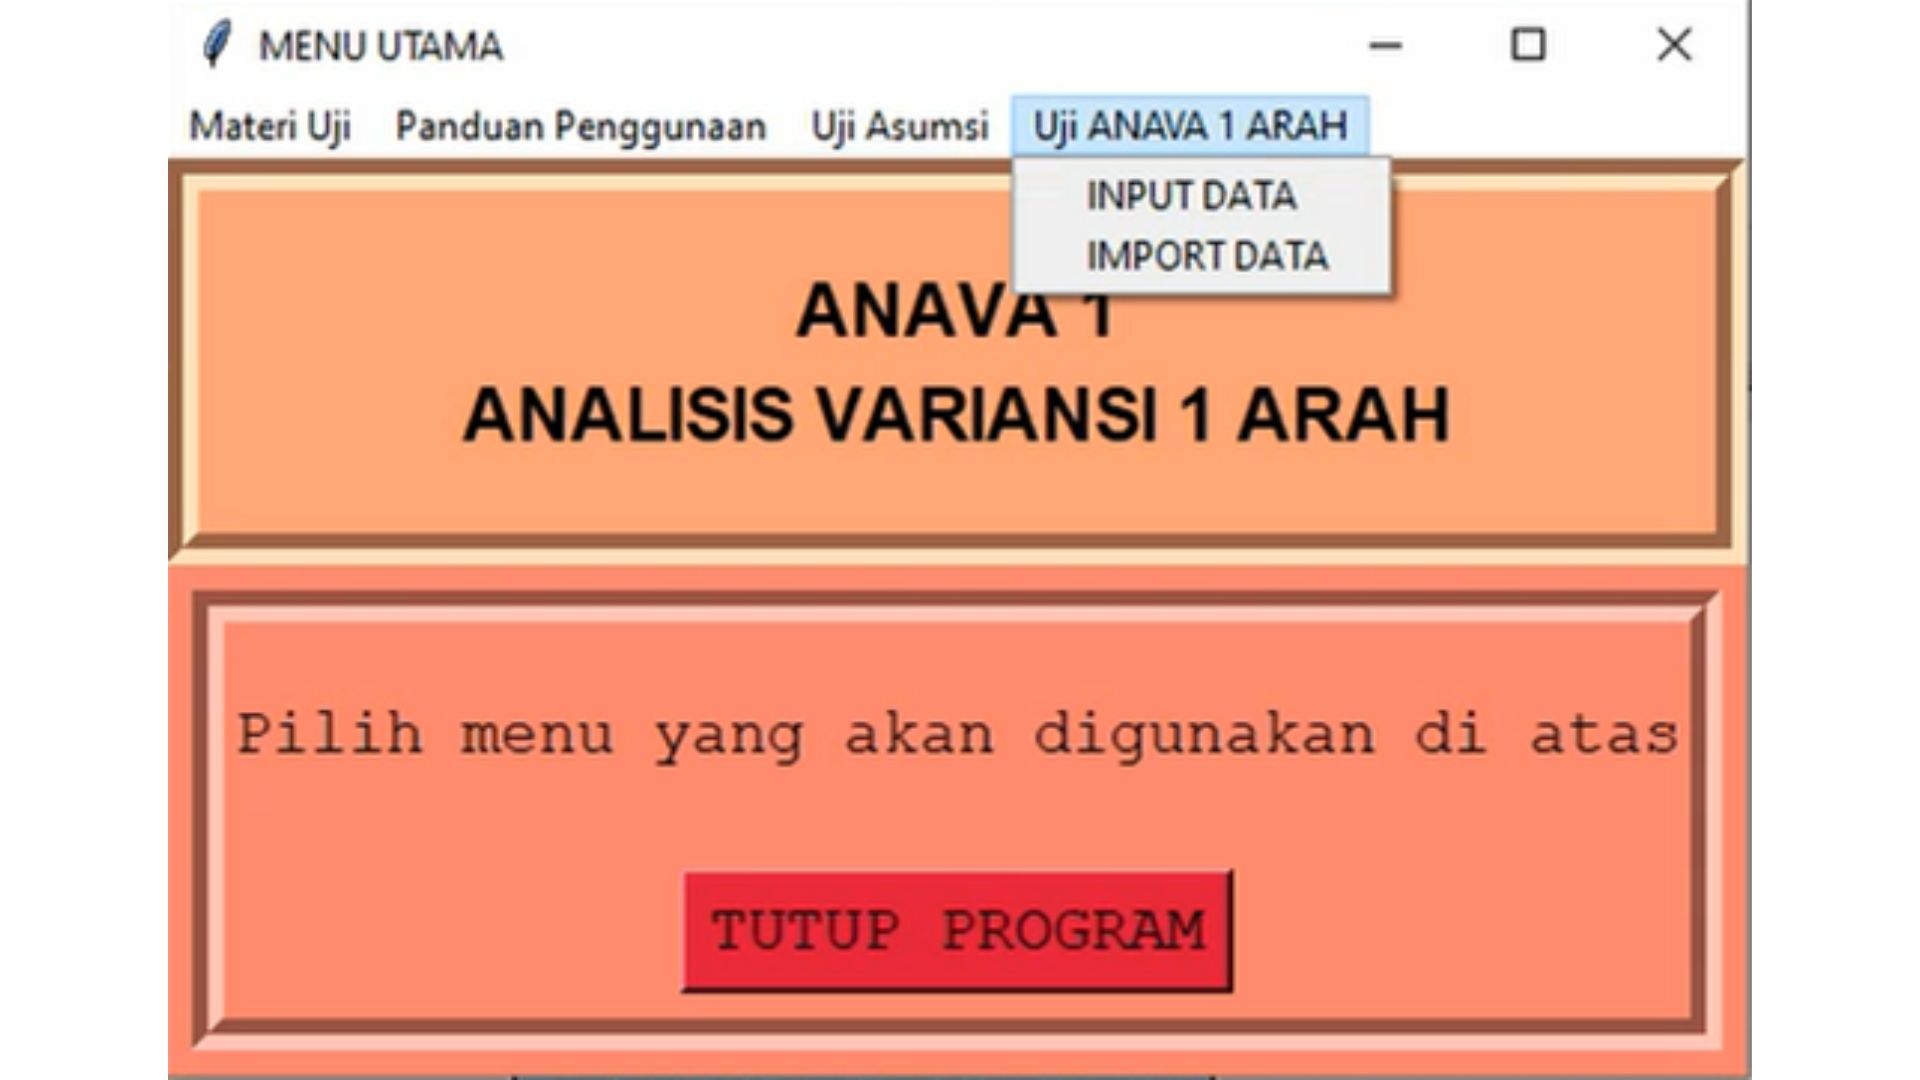 MENU UTAMA
Materi Uji Panduan Penggunaan Uji Asumsi Uji ANAVA 1 ARAH
INPUT DATA
IMPORT DATA
ANAVA 1
ANALISIS VARIANSI 1 ARAH
Pilih menu yang akan digunakan di atas
TUTUP PROGRAM